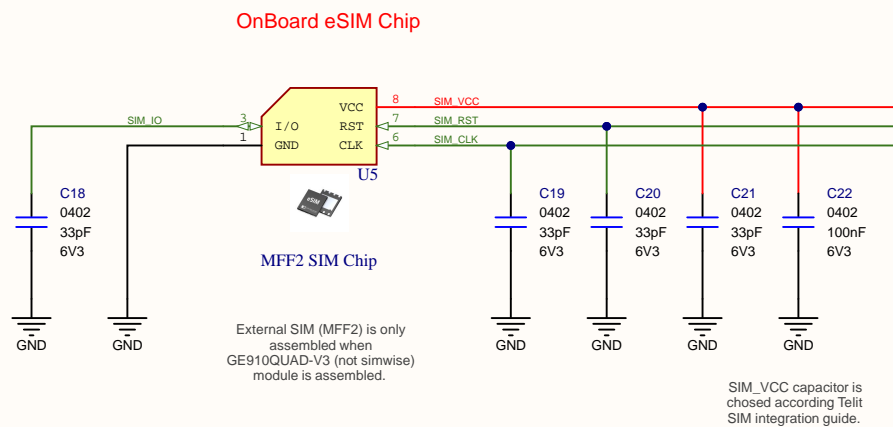 OnBoard eSIM Chip
VCC
8
SIM_VCC
SIM_IO
3
I/O
RST
7
SIM_RST
1
GND
CLK
6
SIM_CLK
U5
eSIM
MFF2 SIM Chip
C18
0402
33pF
6V3
C19
0402
33pF
6V3
C20
0402
33pF
6V3
C21
0402
33pF
6V3
C22
0402
100nF
6V3
GND
GND
GND
GND
GND
GND
External SIM (MFF2) is only
assembled when
GE910QUAD-V3 (not simwise)
module is assembled.
SIM_VCC capacitor is
chosed according Telit
SIM integration guide.